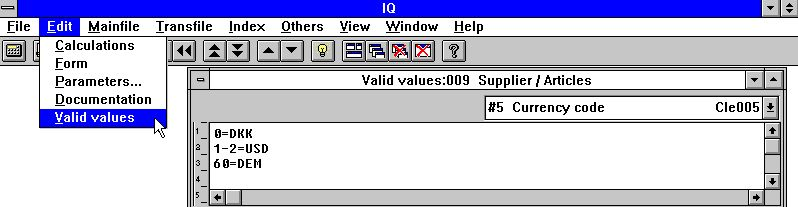 IQ
File Edit Mainfile Transfile Index Others View Window Help
Calculations
Form
Parameters...
Documentation
Valid values
?
Valid values:009 Supplier / Articles
#5 Currency code Cle005
1 0=DKK
2 1-2=USD
3 60=DEM
4
5